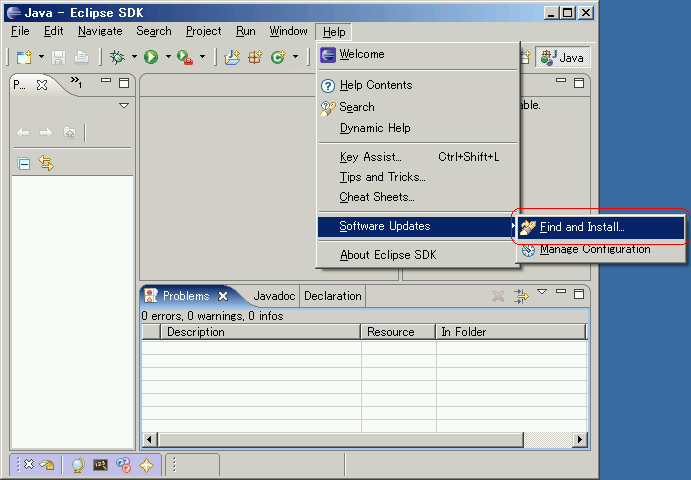 Java - Eclipse SDK
File Edit Navigate Search Project Run Window Help
Java
P...
1
able.
Welcome
Help Contents
Search
Dynamic Help
Key Assist... Ctrl+Shift+L
Tips and Tricks...
Cheat Sheets...
Software Updates
Find and Install...
Manage Configuration
About Eclipse SDK
Problems Javadoc Declaration
0 errors, 0 warnings, 0 infos
Description Resource In Folder